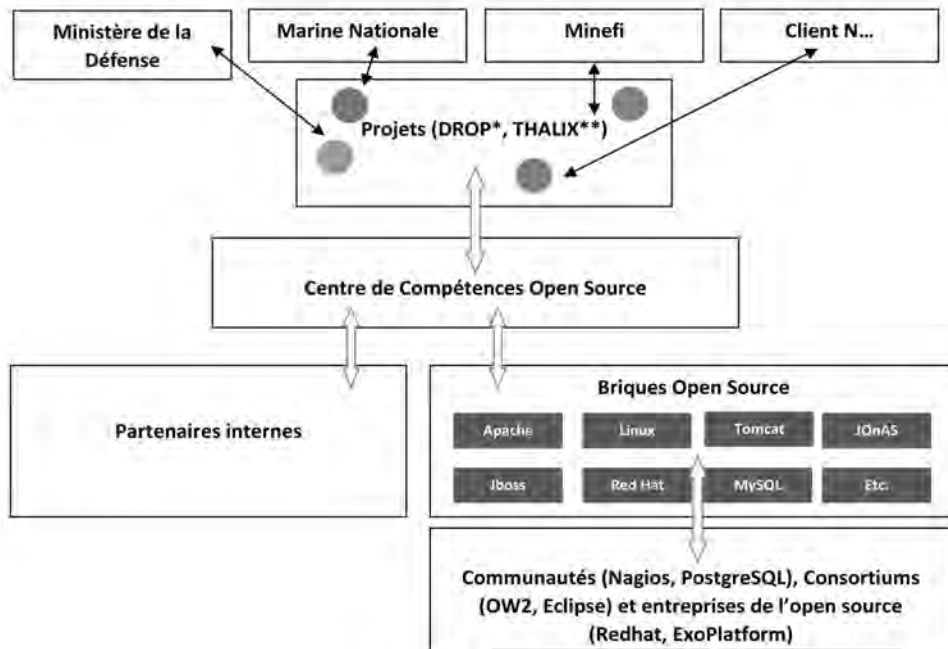 Ministère de la
Défense
Marine Nationale
Minefi
Client N...
Projets (DROP*, THALIX**)
Centre de Compétences Open Source
Partenaires internes
Briques Open Source
Apache
Linux
Tomcat
JOnAS
Jboss
Red Hat
MySQL
Etc.
Communautés (Nagios, PostgreSQL), Consortiums
(OW2, Eclipse) et entreprises de l'open source
(Redhat, ExoPlatform)